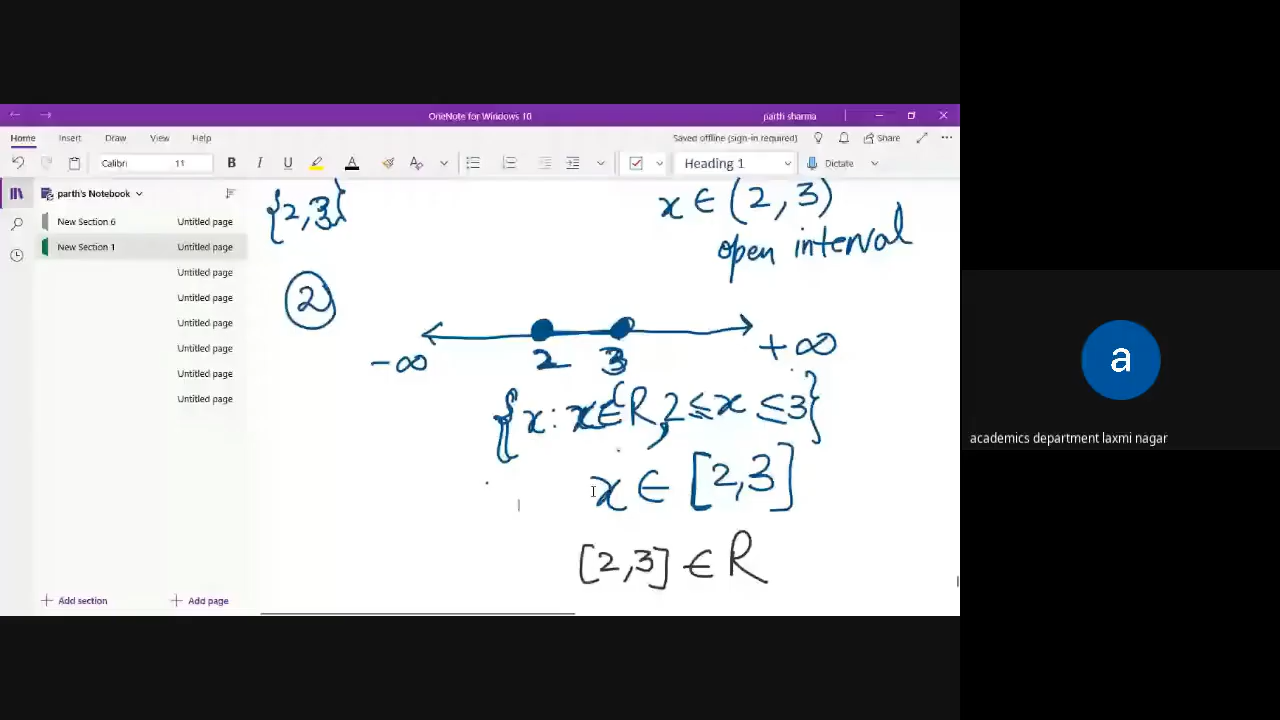 OneNote for Windows 10
parth sharma
Home Insert Draw View Help
Saved offline (sign-in required)
Share
Calibri 11 B I U A
Heading 1
Dictate
parth's Notebook
New Section 6
New Section 1
Untitled page
Untitled page
Untitled page
Untitled page
Untitled page
Untitled page
Untitled page
Untitled page
+ Add section
+ Add page
{2,3}
x ∈ (2, 3)
open interval
2
-∞ 2 3 +∞
{x: x∈R, 2 ≤ x ≤ 3}
x ∈ [2,3]
[2,3] ∈ R
a
academics department laxmi nagar